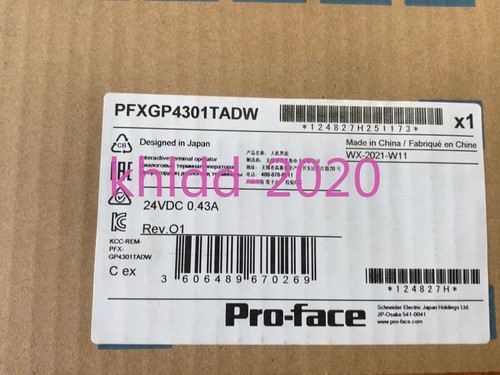 PFXGP4301TADW
*124827H251173*
x1
Designed in Japan
Made in China / Fabriqué en Chine
WX-2021-W11
Interactive terminal operator
khidd-2020
24VDC 0.43A
Rev.O1
KCC-REM-
PFX-
GP4301TADW
C ex
3 606489 670269
*124827H*
Pro-face
Schneider Electric Japan Holdings Ltd.
JP-Osaka 541-0041
www.pro-face.com